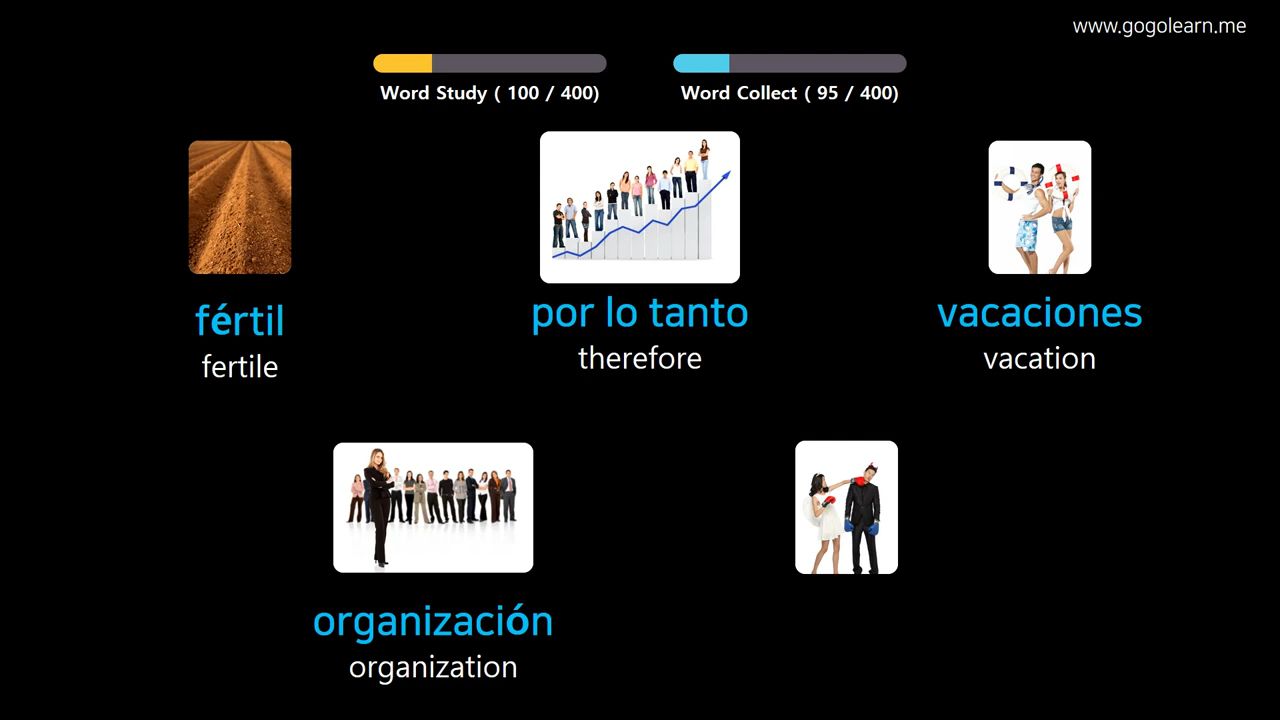 www.gogolearn.me
Word Study ( 100 / 400)
Word Collect ( 95 / 400)
fértil
fertile
por lo tanto
therefore
vacaciones
vacation
organización
organization